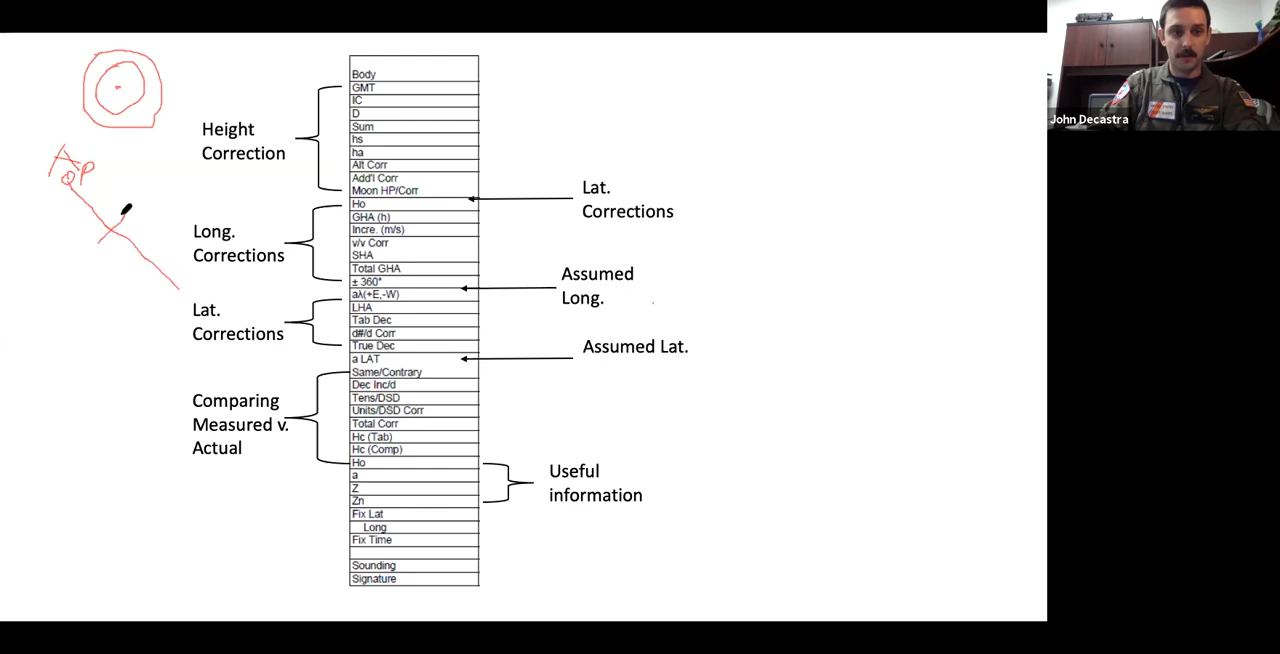 Body
GMT
IC
D
Sum
hs
ha
Alt Corr
Add'l Corr
Moon HP/Corr
Ho
GHA (h)
Incre. (m/s)
v/v Corr
SHA
Total GHA
± 360°
aλ(+E,-W)
LHA
Tab Dec
d#/d Corr
True Dec
a LAT
Same/Contrary
Dec Inc/d
Tens/DSD
Units/DSD Corr
Total Corr
Hc (Tab)
Hc (Comp)
Ho
a
Z
Zn
Fix Lat
Long
Fix Time
Sounding
Signature
Height
Correction
Long.
Corrections
Lat.
Corrections
Comparing
Measured v.
Actual
Lat.
Corrections
Assumed
Long.
Assumed Lat.
Useful
information
John Decastra